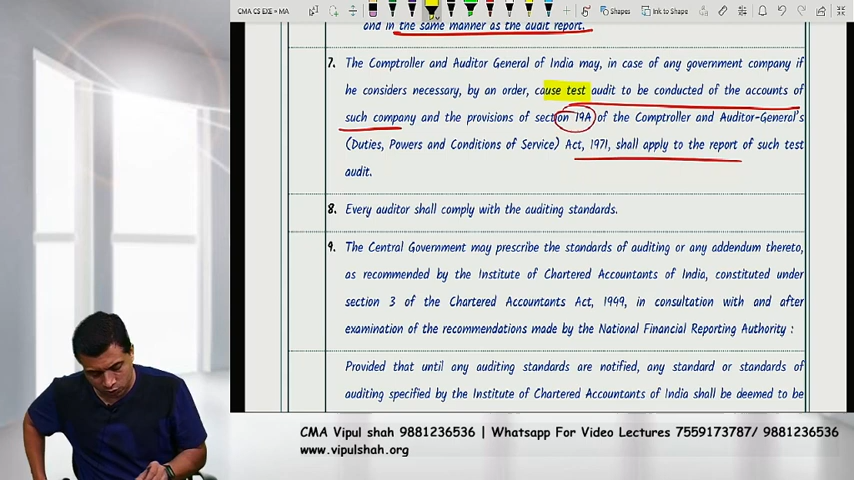 CMA CS EXE = MA
Shapes
Ink to Shape
and in the same manner as the audit report.
7. The Comptroller and Auditor General of India may, in case of any government company if
he considers necessary, by an order, cause test audit to be conducted of the accounts of
such company and the provisions of section 19A of the Comptroller and Auditor-General's
(Duties, Powers and Conditions of Service) Act, 1971, shall apply to the report of such test
audit.
8. Every auditor shall comply with the auditing standards.
9. The Central Government may prescribe the standards of auditing or any addendum thereto,
as recommended by the Institute of Chartered Accountants of India, constituted under
section 3 of the Chartered Accountants Act, 1949, in consultation with and after
examination of the recommendations made by the National Financial Reporting Authority :
Provided that until any auditing standards are notified, any standard or standards of
auditing specified by the Institute of Chartered Accountants of India shall be deemed to be
CMA Vipul shah 9881236536 | Whatsapp For Video Lectures 7559173787/ 9881236536
www.vipulshah.org